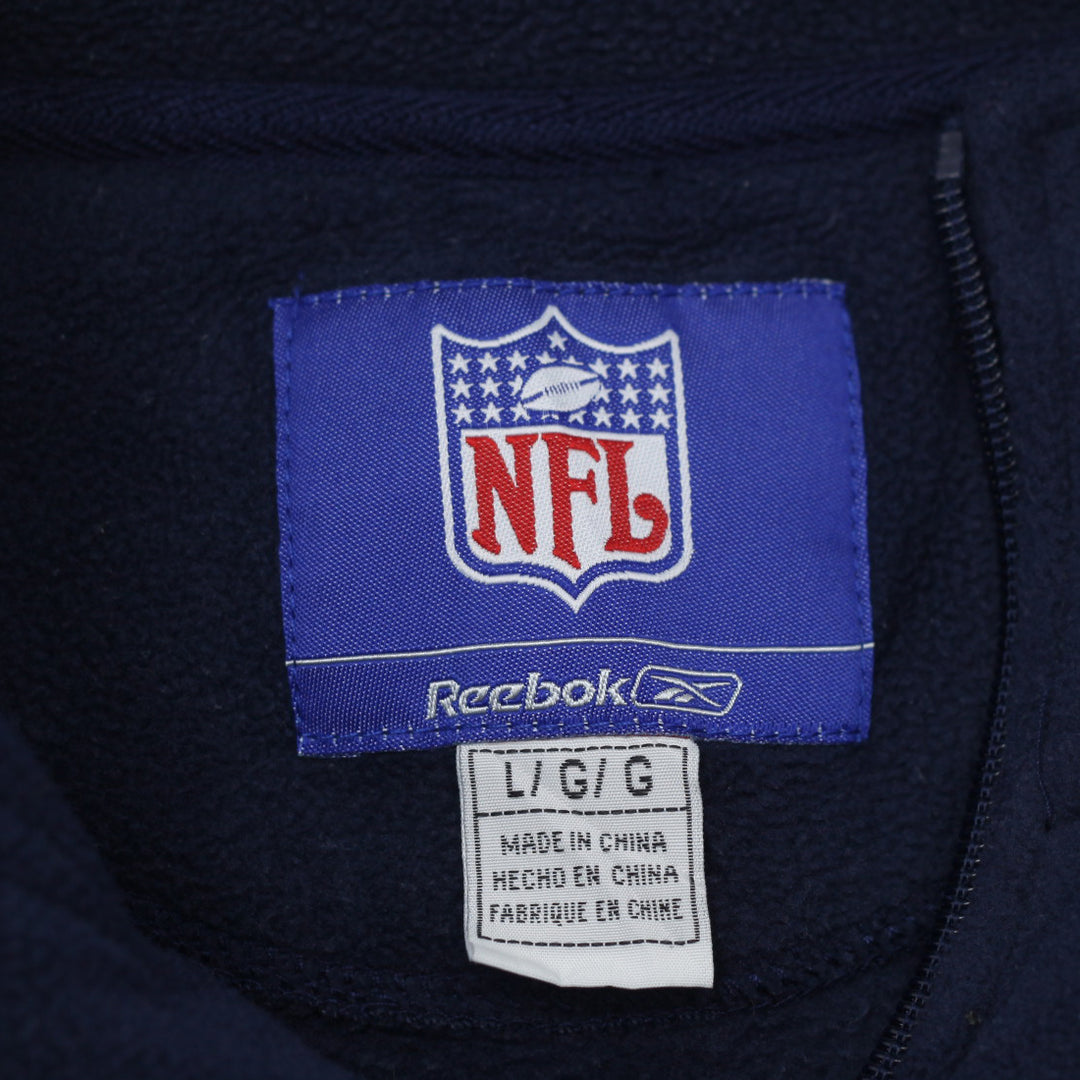 NFL
Reebok
L/G/G
MADE IN CHINA
HECHO EN CHINA
FABRIQUE EN CHINE